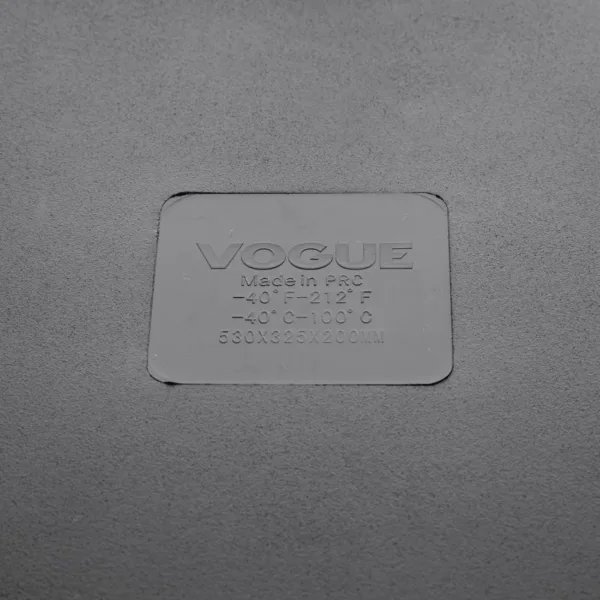 VOGUE
Made in PRC
-40°F-212°F
-40°C-100°C
530X325X200MM